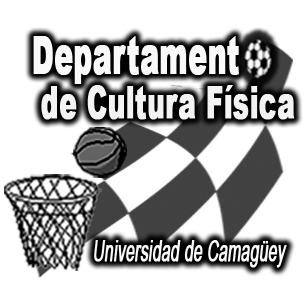 Departamento
de Cultura Física
Universidad de Camagüey